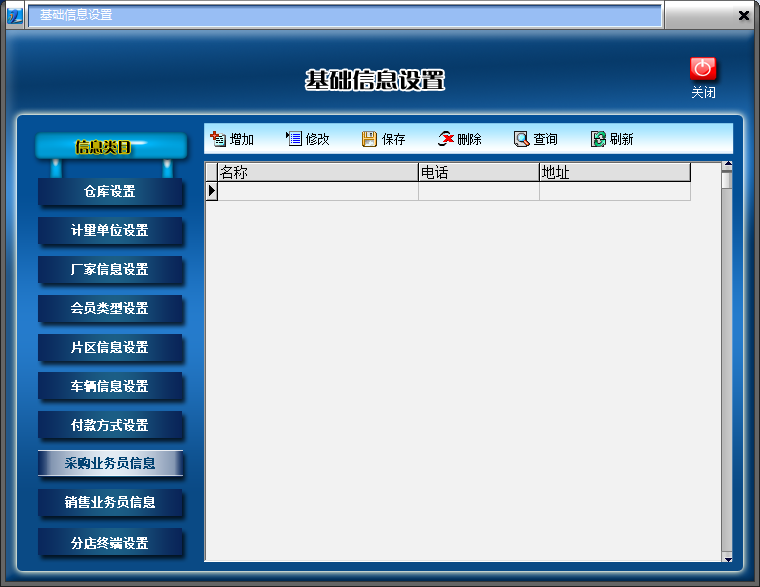 基础信息设置
基础信息设置
关闭
信息类目
增加 修改 保存 删除 查询 刷新
名称 电话 地址
仓库设置
计量单位设置
厂家信息设置
会员类型设置
片区信息设置
车辆信息设置
付款方式设置
采购业务员信息
销售业务员信息
分店终端设置